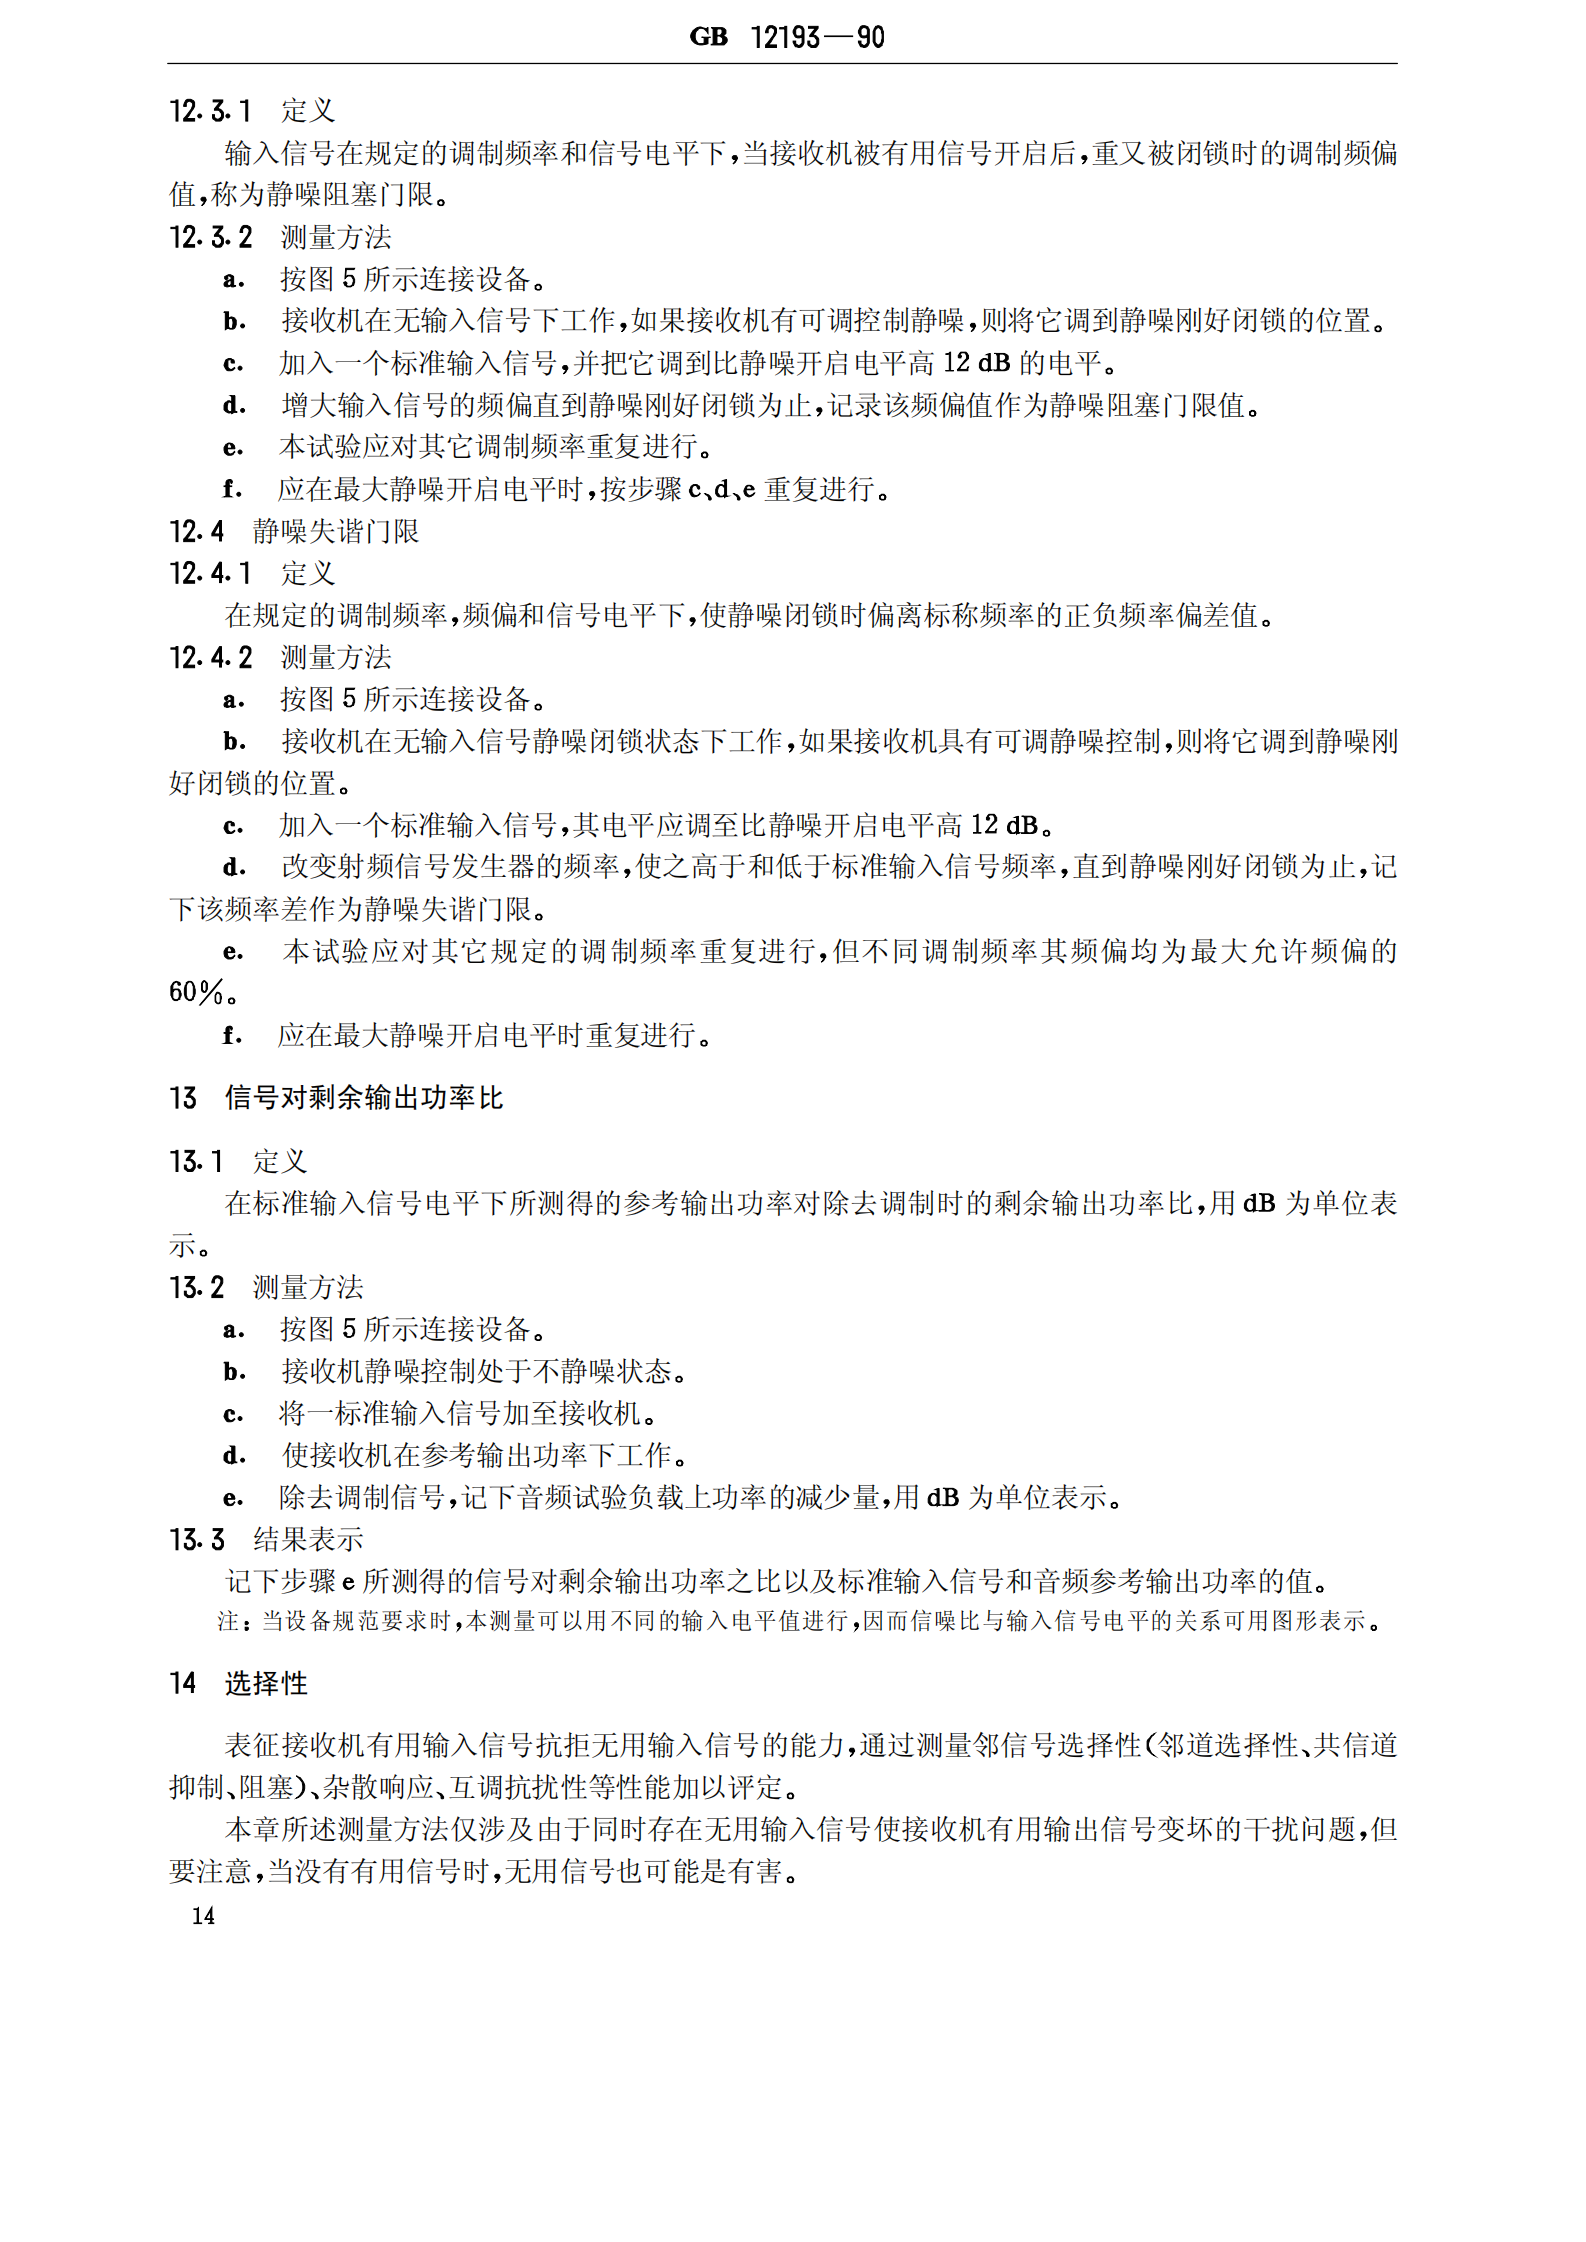 GB 12193—90
12.3.1 定义
输入信号在规定的调制频率和信号电平下,当接收机被有用信号开启后,重又被闭锁时的调制频偏
值,称为静噪阻塞门限。
12.3.2 测量方法
a. 按图 5 所示连接设备。
b. 接收机在无输入信号下工作,如果接收机有可调控制静噪,则将它调到静噪刚好闭锁的位置。
c. 加入一个标准输入信号,并把它调到比静噪开启电平高 12 dB 的电平。
d. 增大输入信号的频偏直到静噪刚好闭锁为止,记录该频偏值作为静噪阻塞门限值。
e. 本试验应对其它调制频率重复进行。
f. 应在最大静噪开启电平时,按步骤 c、d、e 重复进行。
12.4 静噪失谐门限
12.4.1 定义
在规定的调制频率,频偏和信号电平下,使静噪闭锁时偏离标称频率的正负频率偏差值。
12.4.2 测量方法
a. 按图 5 所示连接设备。
b. 接收机在无输入信号静噪闭锁状态下工作,如果接收机具有可调静噪控制,则将它调到静噪刚
好闭锁的位置。
c. 加入一个标准输入信号,其电平应调至比静噪开启电平高 12 dB。
d. 改变射频信号发生器的频率,使之高于和低于标准输入信号频率,直到静噪刚好闭锁为止,记
下该频率差作为静噪失谐门限。
e. 本试验应对其它规定的调制频率重复进行,但不同调制频率其频偏均为最大允许频偏的
60%。
f. 应在最大静噪开启电平时重复进行。
13 信号对剩余输出功率比
13.1 定义
在标准输入信号电平下所测得的参考输出功率对除去调制时的剩余输出功率比,用 dB 为单位表
示。
13.2 测量方法
a. 按图 5 所示连接设备。
b. 接收机静噪控制处于不静噪状态。
c. 将一标准输入信号加至接收机。
d. 使接收机在参考输出功率下工作。
e. 除去调制信号,记下音频试验负载上功率的减少量,用 dB 为单位表示。
13.3 结果表示
记下步骤 e 所测得的信号对剩余输出功率之比以及标准输入信号和音频参考输出功率的值。
注: 当设备规范要求时,本测量可以用不同的输入电平值进行,因而信噪比与输入信号电平的关系可用图形表示。
14 选择性
表征接收机有用输入信号抗拒无用输入信号的能力,通过测量邻信号选择性(邻道选择性、共信道
抑制、阻塞)、杂散响应、互调抗扰性等性能加以评定。
本章所述测量方法仅涉及由于同时存在无用输入信号使接收机有用输出信号变坏的干扰问题,但
要注意,当没有有用信号时,无用信号也可能是有害。
14